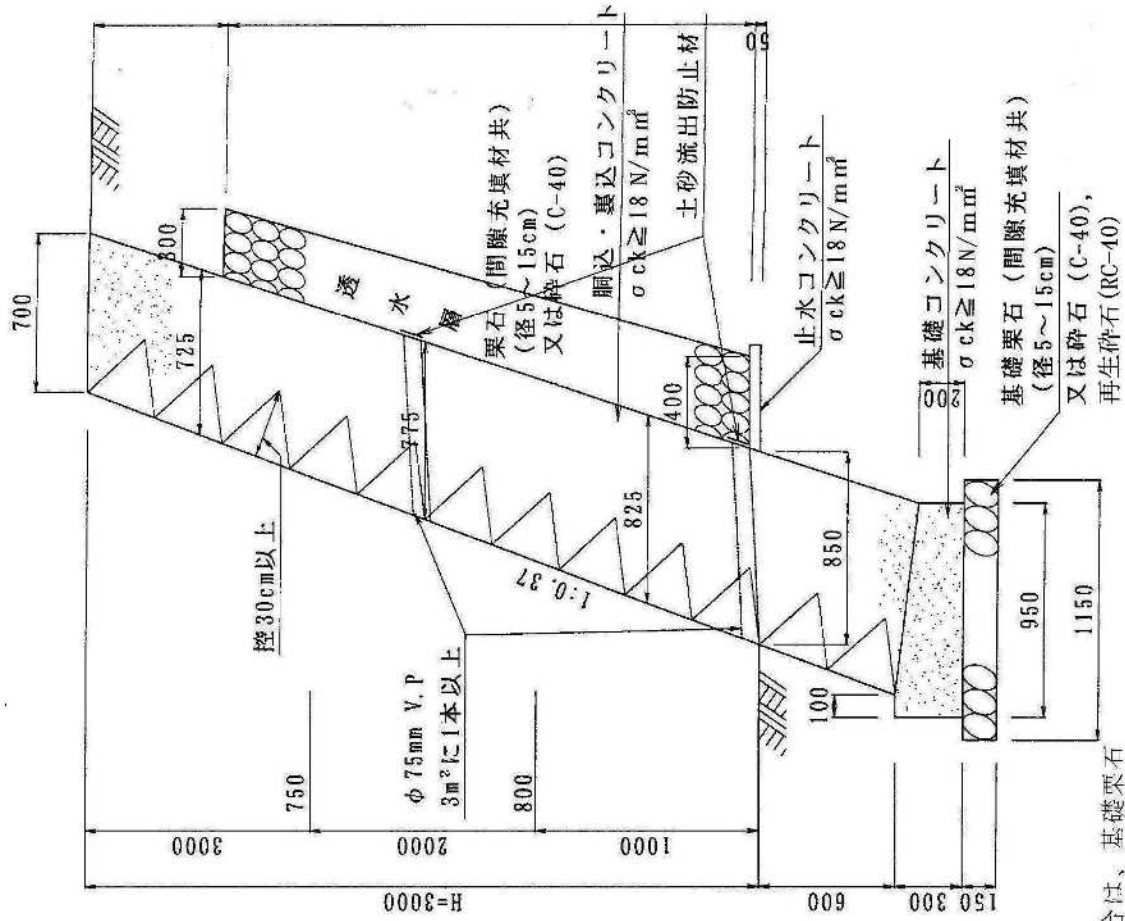 700
300
725
775
825
400
850
100
950
1150
200
50
透水層
栗石 (間隙充填材共)
(径5~15cm)
又は砕石 (C-40)
胴込・裏込コンクリート
σck≧18N/mm²
土砂流出防止材
止水コンクリート
σck≧18N/mm²
基礎コンクリート
σck≧18N/mm²
基礎栗石 (間隙充填材共)
(径5~15cm)
又は砕石 (C-40),
再生砕石(RC-40)
控30cm以上
1:0.37
φ75mm V.P
3m²に1本以上
750
800
3000
2000
1000
H=3000
600
300
150
合は、基礎栗石